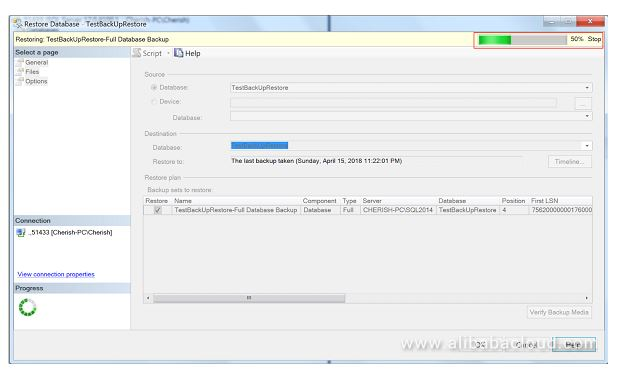 Restore Database - TestBackUpRestore
Restoring: TestBackUpRestore-Full Database Backup
50% Stop
Select a page
General
Files
Options
Script Help
Source
Database: TestBackUpRestore
Device:
...
Database:
Destination
Database: TestBackUpRestore
Restore to: The last backup taken (Sunday, April 15, 2018 11:22:01 PM)
Timeline...
Restore plan
Backup sets to restore:
Restore Name Component Type Server Database Position First LSN
TestBackUpRestore-Full Database Backup Database Full CHERISH-PC\SQL2014 TestBackUpRestore 4 75620000000176000
Connection
.,51433 [Cherish-PC\Cherish]
View connection properties
Progress
Verify Backup Media
OK Cancel Help
www.alibabacloud.com